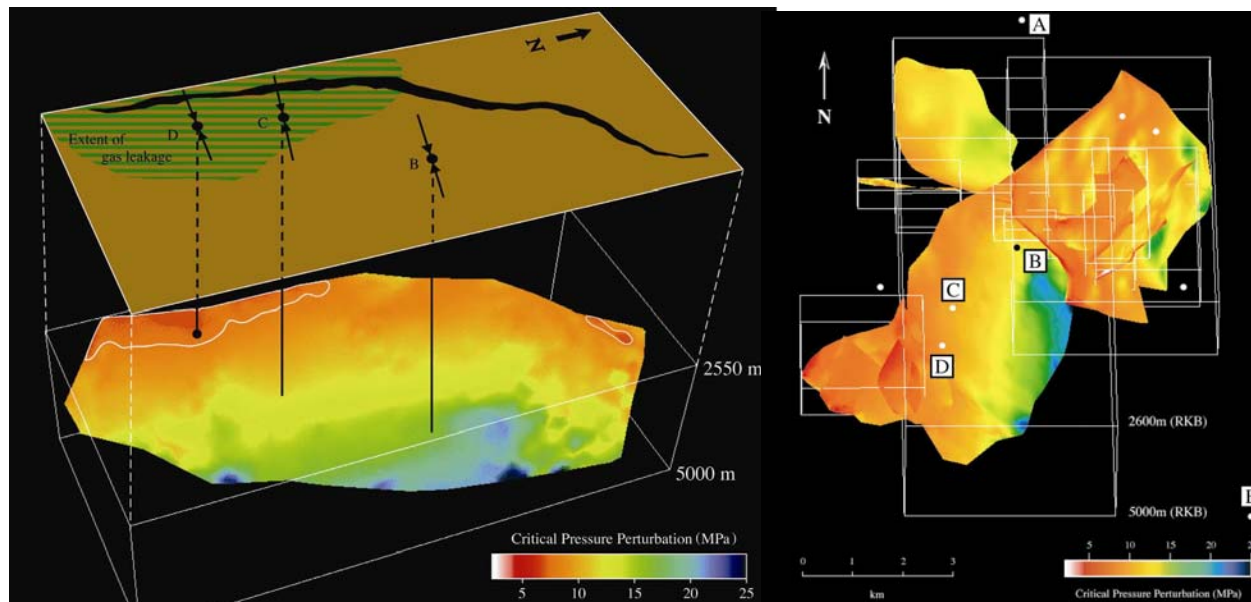 N
D
C
B
Extent of
gas leakage
2550 m
5000 m
Critical Pressure Perturbation (MPa)
5 10 15 20 25
A
N
B
C
D
2600m (RKB)
E
5000m (RKB)
0 1 2 3
km
5 10 15 20
Critical Pressure Perturbation (MPa)